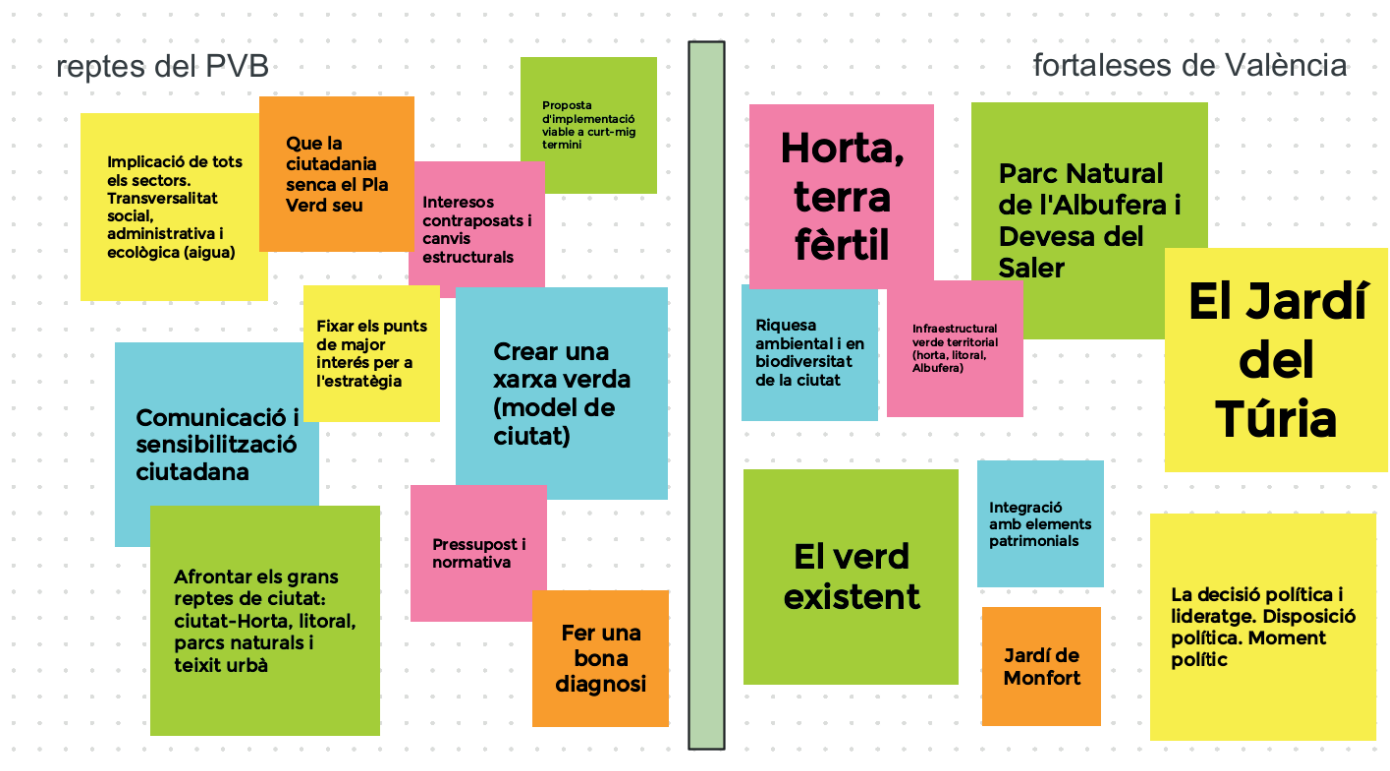 reptes del PVB
Implicació de tots
els sectors.
Transversalitat
social,
administrativa i
ecològica (aigua)
Que la
ciutadania
senca el Pla
Verd seu
Proposta
d'implementació
viable a curt-mig
termini
Interesos
contraposats i
canvis
estructurals
Fixar els punts
de major
interés per a
l'estratègia
Crear una
xarxa verda
(model de
ciutat)
Comunicació i
sensibilització
ciutadana
Pressupost i
normativa
Afrontar els grans
reptes de ciutat:
ciutat-Horta, litoral,
parcs naturals i
teixit urbà
Fer una
bona
diagnosi
fortaleses de València
Horta,
terra
fèrtil
Parc Natural
de l'Albufera i
Devesa del
Saler
El Jardí
del
Túria
Riquesa
ambiental i en
biodiversitat
de la ciutat
Infraestructural
verde territorial
(horta, litoral,
Albufera)
El verd
existent
Integració
amb elements
patrimonials
Jardí de
Monfort
La decisió política i
lideratge. Disposició
política. Moment
polític